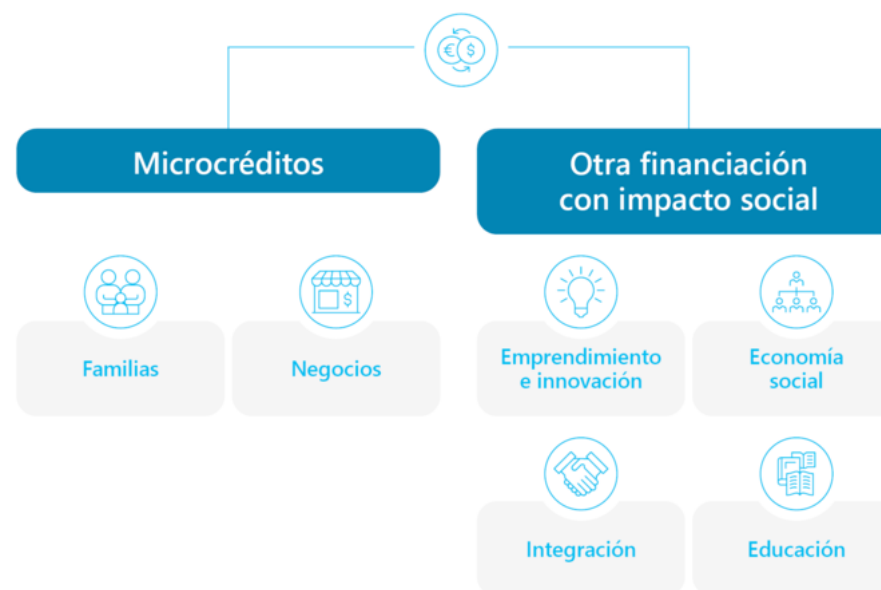 € $
Microcréditos
Otra financiación
con impacto social
$
Familias
Negocios
Emprendimiento
e innovación
Economía
social
Integración
Educación